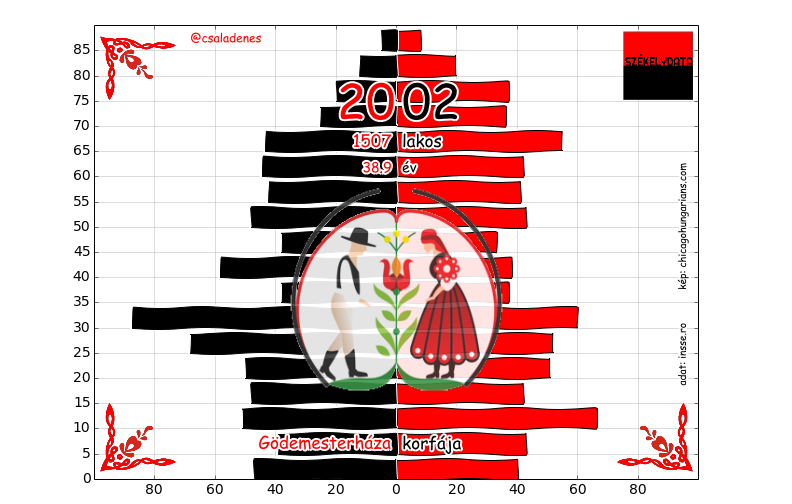 @csaladenes
SZÉKELYDATA
2002
1507 lakos
38.9 év
kép: chicagohungarians.com
adat: insse.ro
Gödemesterháza korfája
85
80
75
70
65
60
55
50
45
40
35
30
25
20
15
10
5
0
80 60 40 20 0 20 40 60 80